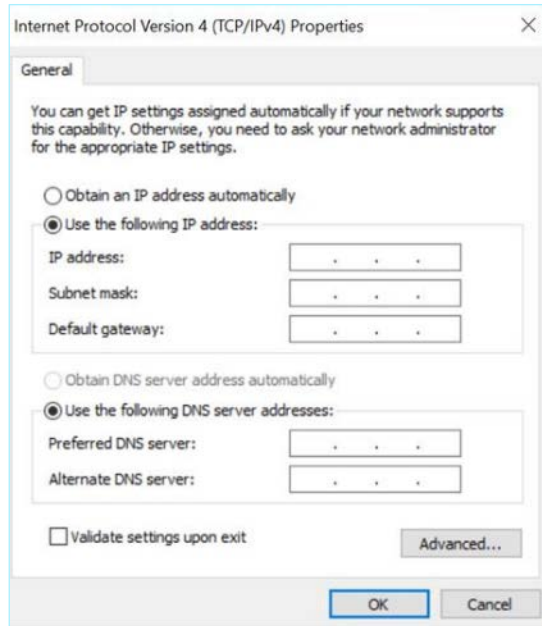 Internet Protocol Version 4 (TCP/IPv4) Properties
General
You can get IP settings assigned automatically if your network supports
this capability. Otherwise, you need to ask your network administrator
for the appropriate IP settings.
Obtain an IP address automatically
Use the following IP address:
IP address:
. . .
Subnet mask:
. . .
Default gateway:
. . .
Obtain DNS server address automatically
Use the following DNS server addresses:
Preferred DNS server:
. . .
Alternate DNS server:
. . .
Validate settings upon exit
Advanced...
OK
Cancel